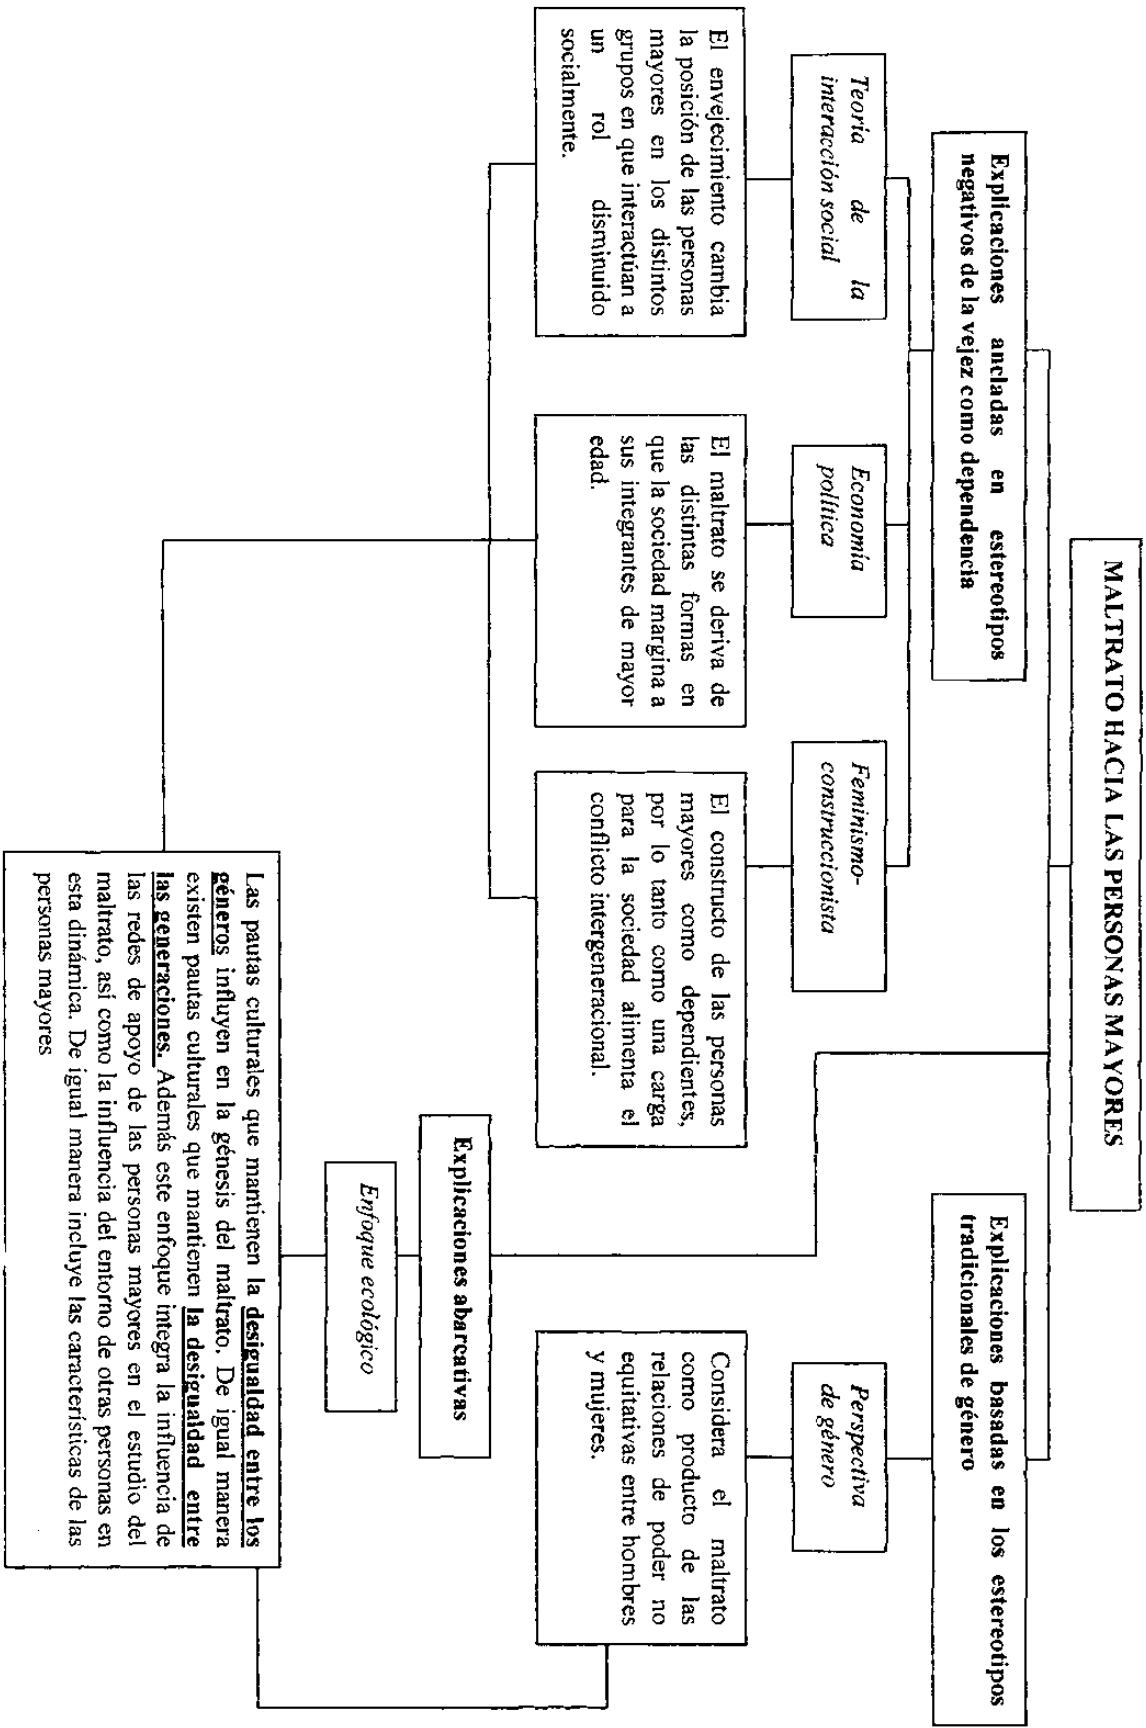 MALTRATO HACIA LAS PERSONAS MAYORES
Explicaciones ancladas en estereotipos
negativos de la vejez como dependencia
Explicaciones basadas en los estereotipos
tradicionales de género
Teoría de la
interacción social
Economía
política
Feminismo-
construccionista
Perspectiva
de género
El envejecimiento cambia
la posición de las personas
mayores en los distintos
grupos en que interactúan a
un rol disminuido
socialmente.
El maltrato se deriva de
las distintas formas en
que la sociedad margina a
sus integrantes de mayor
edad.
El constructo de las personas
mayores como dependientes,
por lo tanto como una carga
para la sociedad alimenta el
conflicto intergeneracional.
Considera el maltrato
como producto de las
relaciones de poder no
equitativas entre hombres
y mujeres.
Explicaciones abarcativas
Enfoque ecológico
Las pautas culturales que mantienen la desigualdad entre los
géneros influyen en la génesis del maltrato. De igual manera
existen pautas culturales que mantienen la desigualdad entre
las generaciones. Además este enfoque integra la influencia de
las redes de apoyo de las personas mayores en el estudio del
maltrato, así como la influencia del entorno de otras personas en
esta dinámica. De igual manera incluye las características de las
personas mayores